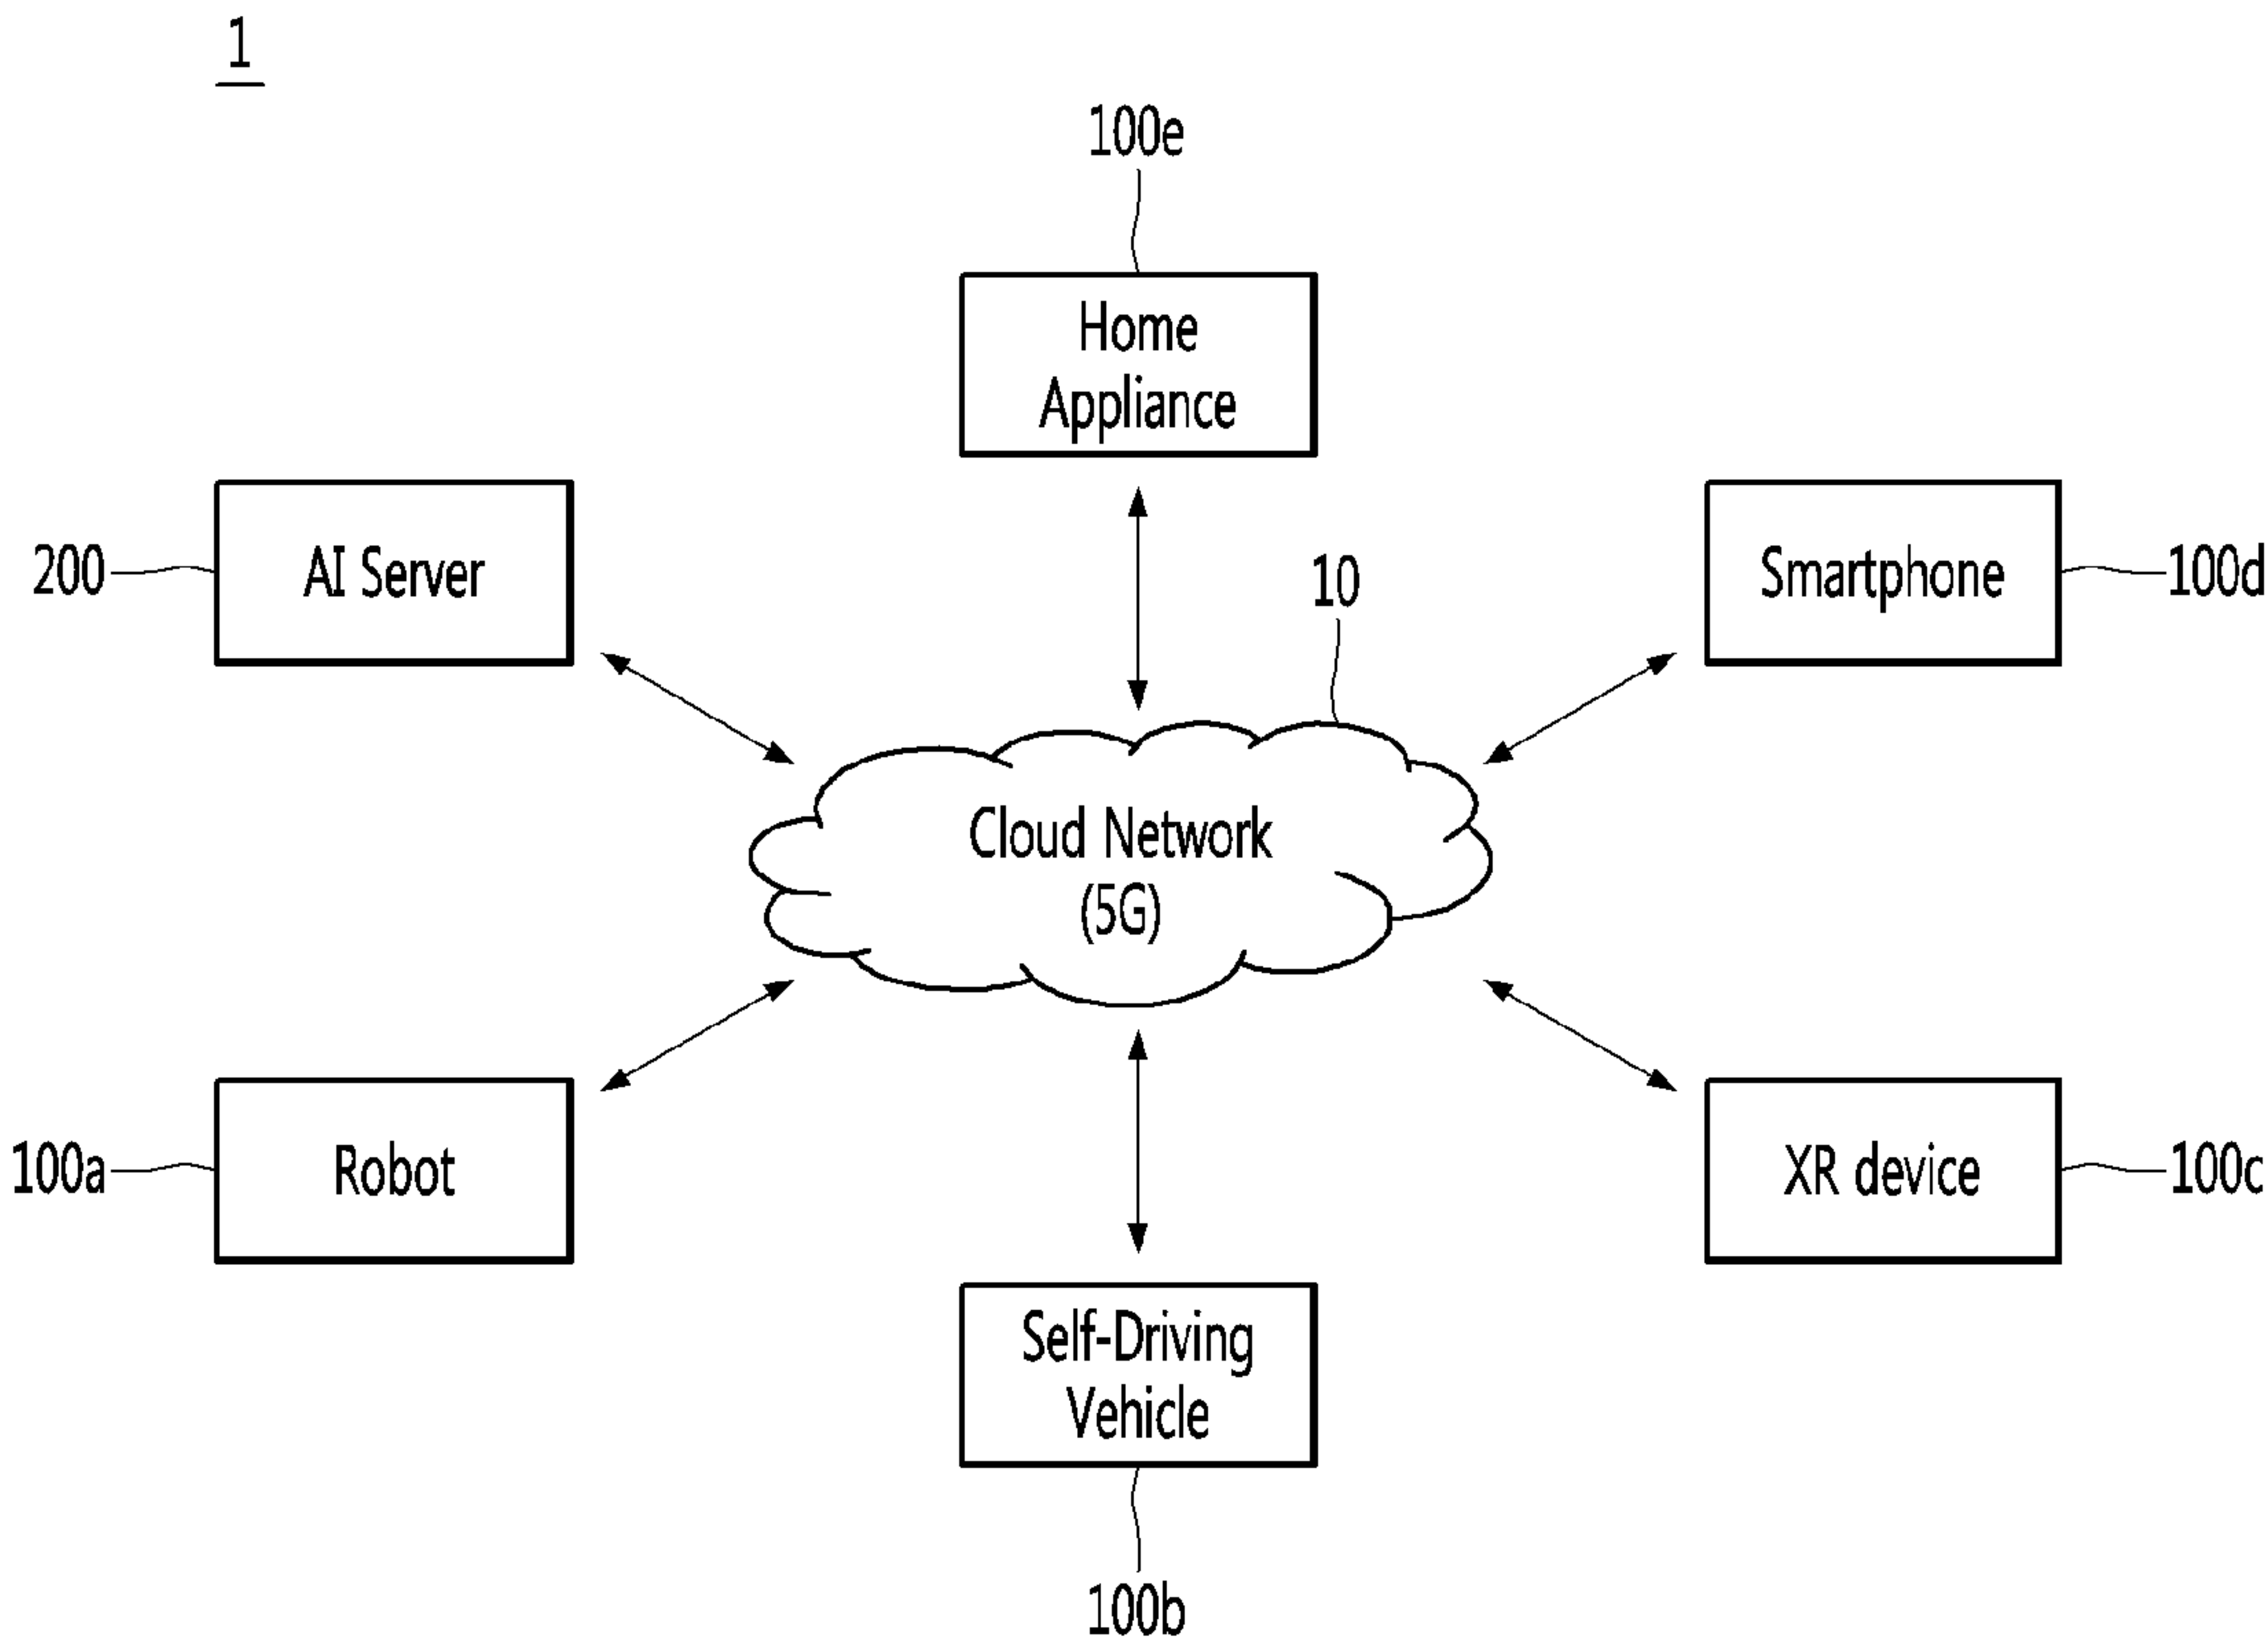 1
100e
Home
Appliance
200
AI Server
10
Smartphone
100d
Cloud Network
(5G)
100a
Robot
XR device
100c
Self-Driving
Vehicle
100b